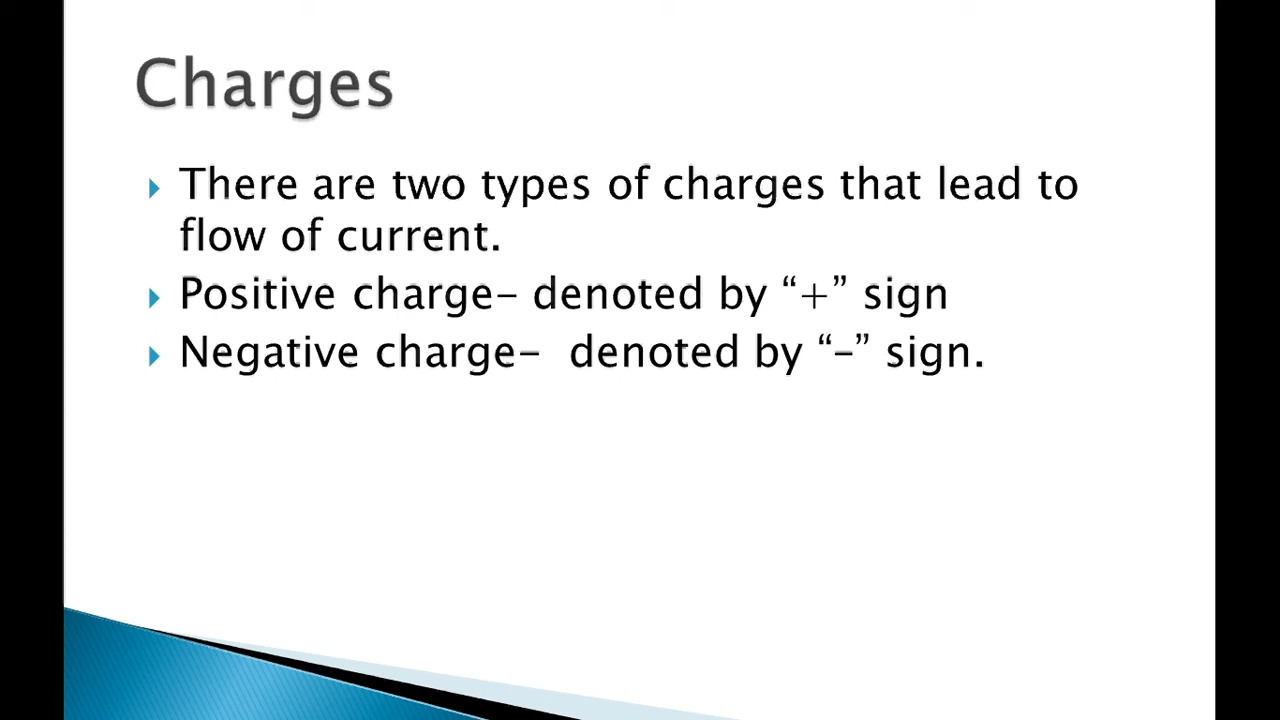 Charges
There are two types of charges that lead to
flow of current.
Positive charge- denoted by “+” sign
Negative charge-  denoted by “-” sign.